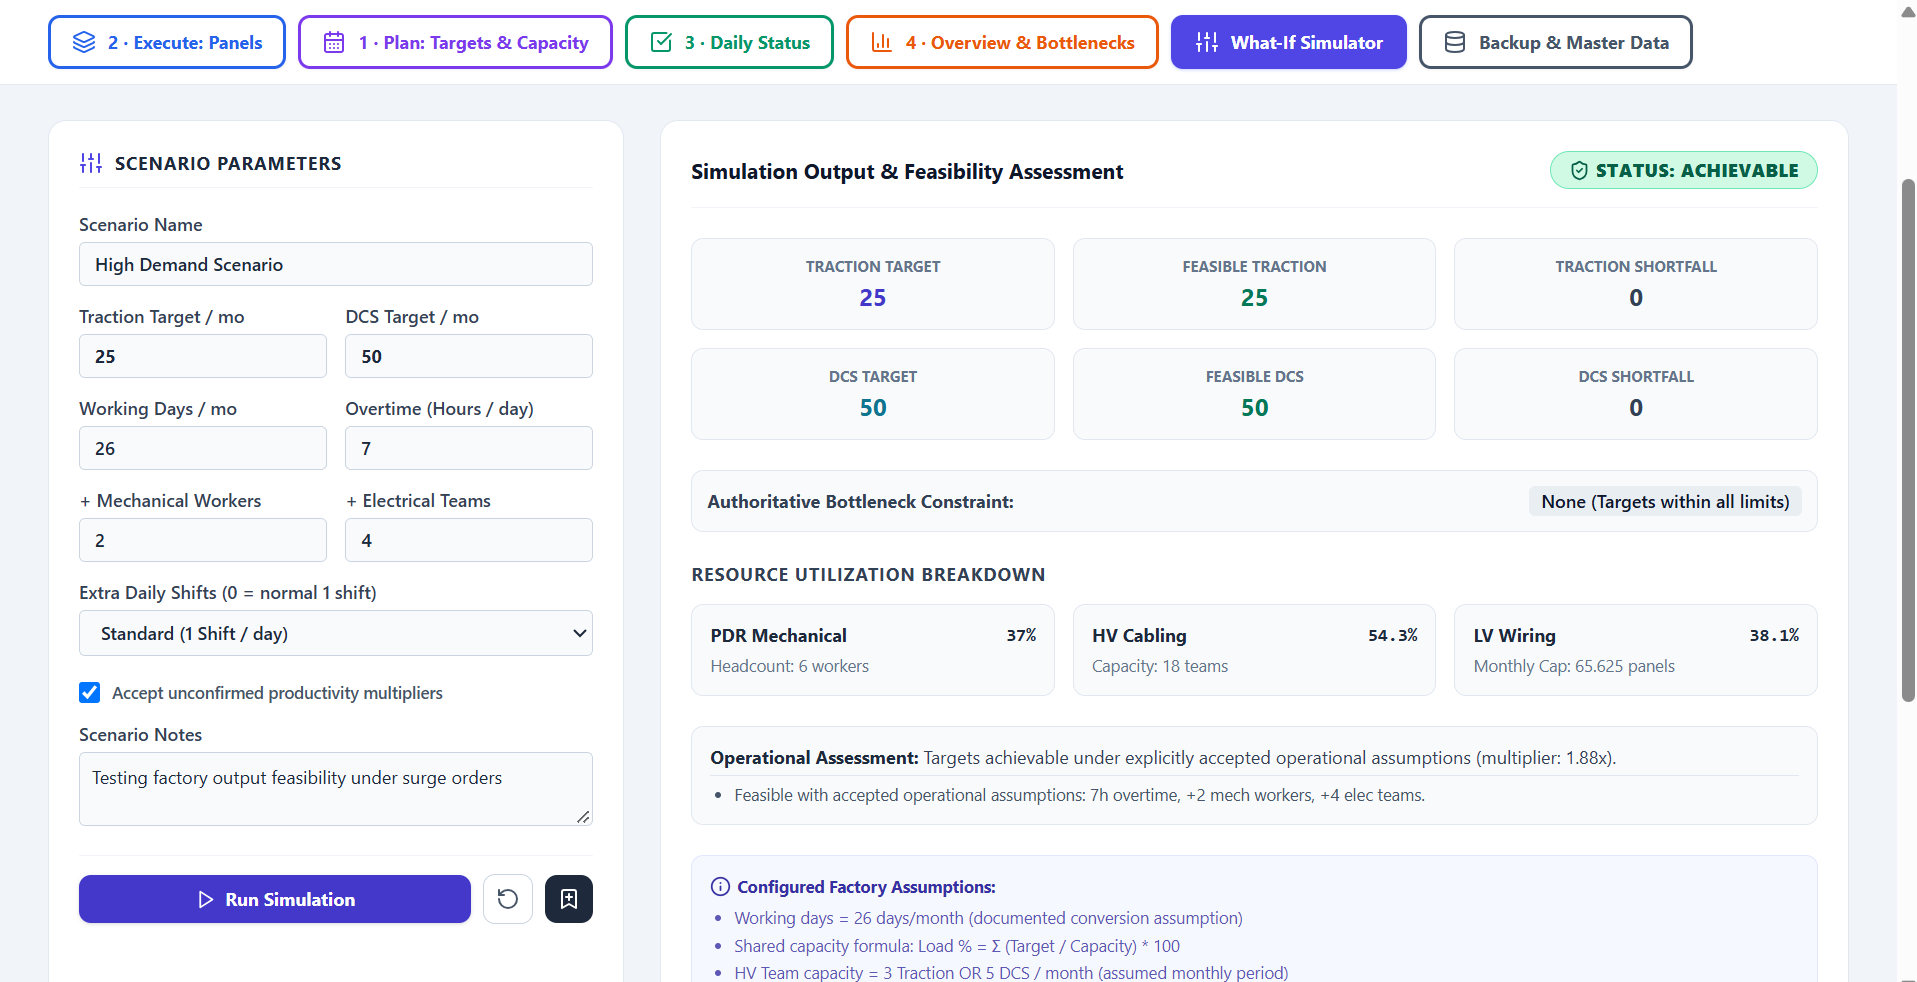 2 · Execute: Panels
1 · Plan: Targets & Capacity
3 · Daily Status
4 · Overview & Bottlenecks
What-If Simulator
Backup & Master Data
SCENARIO PARAMETERS
Scenario Name
High Demand Scenario
Traction Target / mo
DCS Target / mo
25
50
Working Days / mo
Overtime (Hours / day)
26
7
+ Mechanical Workers
+ Electrical Teams
2
4
Extra Daily Shifts (0 = normal 1 shift)
Standard (1 Shift / day)
Accept unconfirmed productivity multipliers
Scenario Notes
Testing factory output feasibility under surge orders
Run Simulation
Simulation Output & Feasibility Assessment
STATUS: ACHIEVABLE
TRACTION TARGET
25
FEASIBLE TRACTION
25
TRACTION SHORTFALL
0
DCS TARGET
50
FEASIBLE DCS
50
DCS SHORTFALL
0
Authoritative Bottleneck Constraint:
None (Targets within all limits)
RESOURCE UTILIZATION BREAKDOWN
PDR Mechanical
37%
Headcount: 6 workers
HV Cabling
54.3%
Capacity: 18 teams
LV Wiring
38.1%
Monthly Cap: 65.625 panels
Operational Assessment: Targets achievable under explicitly accepted operational assumptions (multiplier: 1.88x).
• Feasible with accepted operational assumptions: 7h overtime, +2 mech workers, +4 elec teams.
Configured Factory Assumptions:
• Working days = 26 days/month (documented conversion assumption)
• Shared capacity formula: Load % = Σ (Target / Capacity) * 100
• HV Team capacity = 3 Traction OR 5 DCS / month (assumed monthly period)